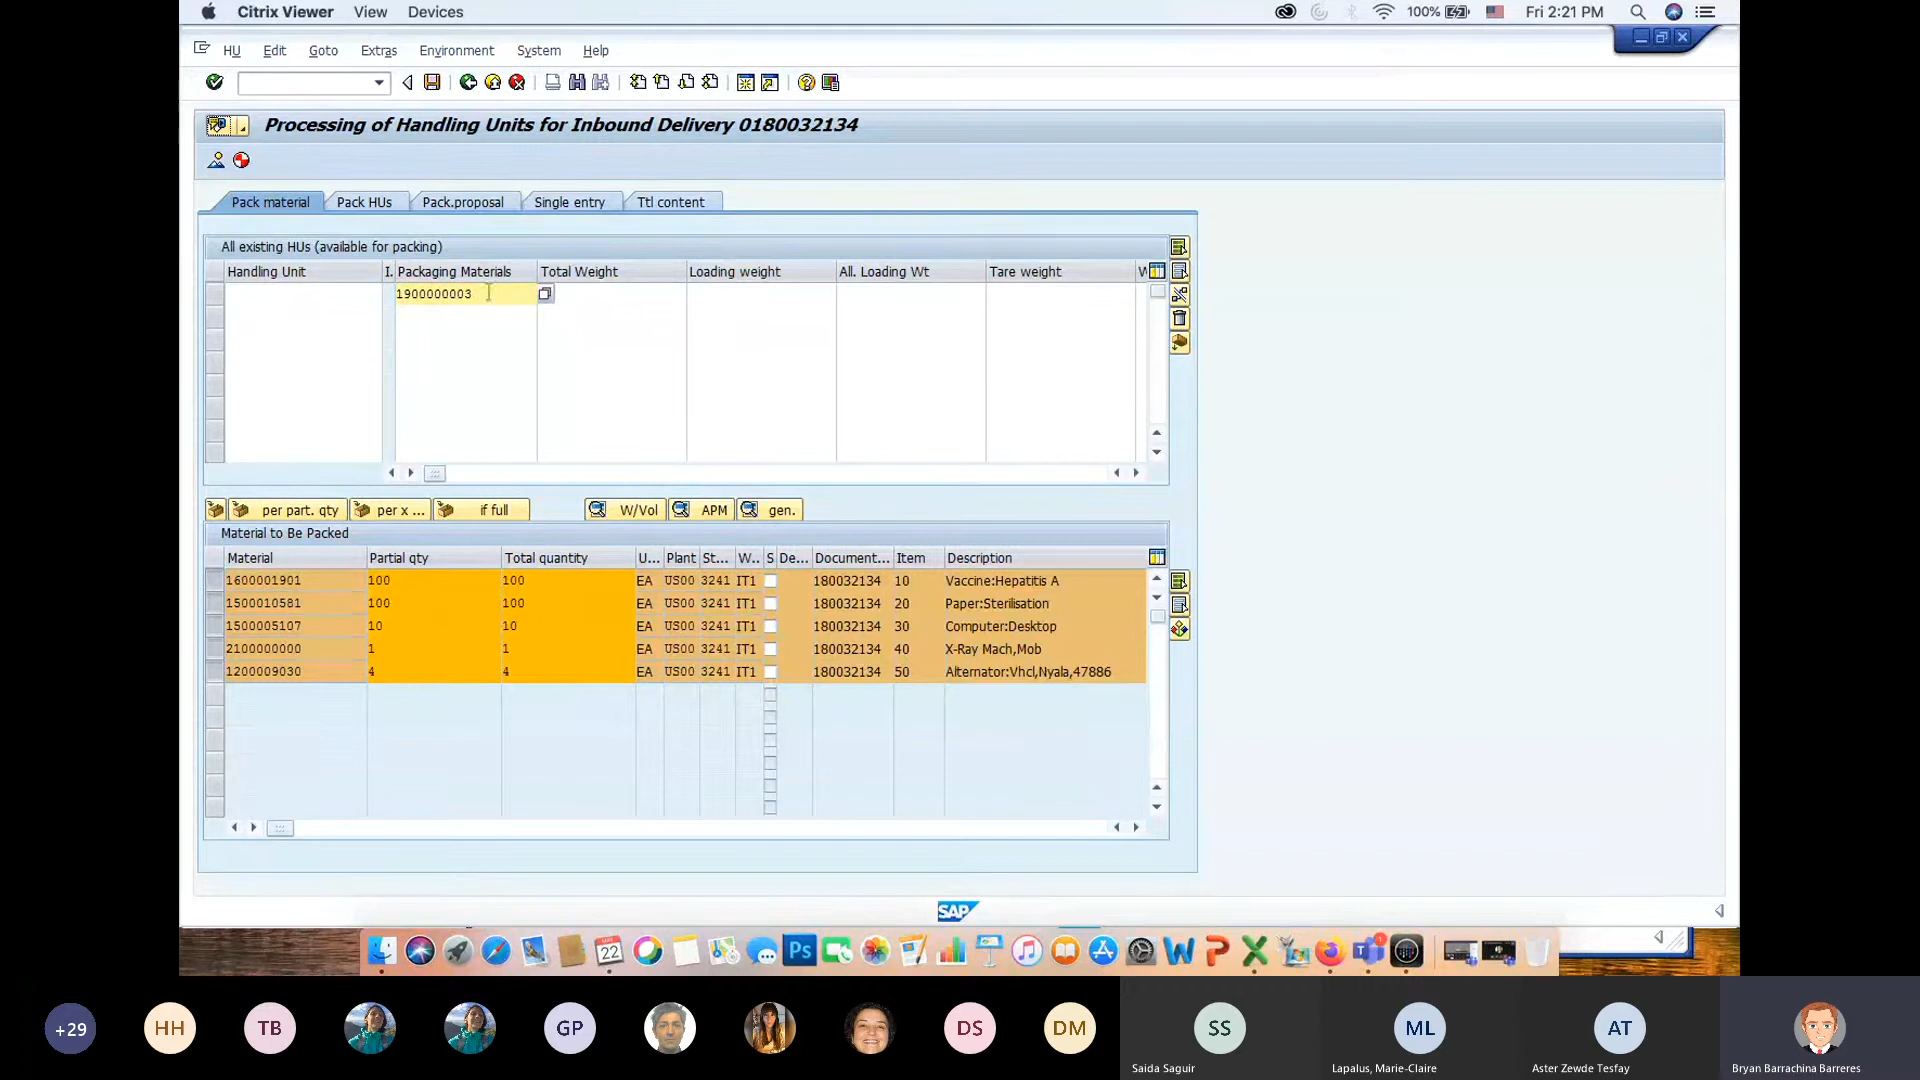 Citrix Viewer View Devices 100% Fri 2:21 PM
HU Edit Goto Extras Environment System Help
Processing of Handling Units for Inbound Delivery 0180032134
Pack material Pack HUs Pack.proposal Single entry Ttl content
All existing HUs (available for packing)
Handling Unit I. Packaging Materials Total Weight Loading weight All. Loading Wt Tare weight
1900000003
per part. qty per x ... if full W/Vol APM gen.
Material to Be Packed
Material Partial qty Total quantity U... Plant St... W.. S De... Document... Item Description
1600001901 100 100 EA US00 3241 IT1 180032134 10 Vaccine:Hepatitis A
1500010581 100 100 EA US00 3241 IT1 180032134 20 Paper:Sterilisation
1500005107 10 10 EA US00 3241 IT1 180032134 30 Computer:Desktop
2100000000 1 1 EA US00 3241 IT1 180032134 40 X-Ray Mach,Mob
1200009030 4 4 EA US00 3241 IT1 180032134 50 Alternator:Vhcl,Nyala,47886
SAP
22 Ps W P X
+29 HH TB GP DS DM SS ML AT
Saida Saguir Lapalus, Marie-Claire Aster Zewde Tesfay Bryan Barrachina Barreres